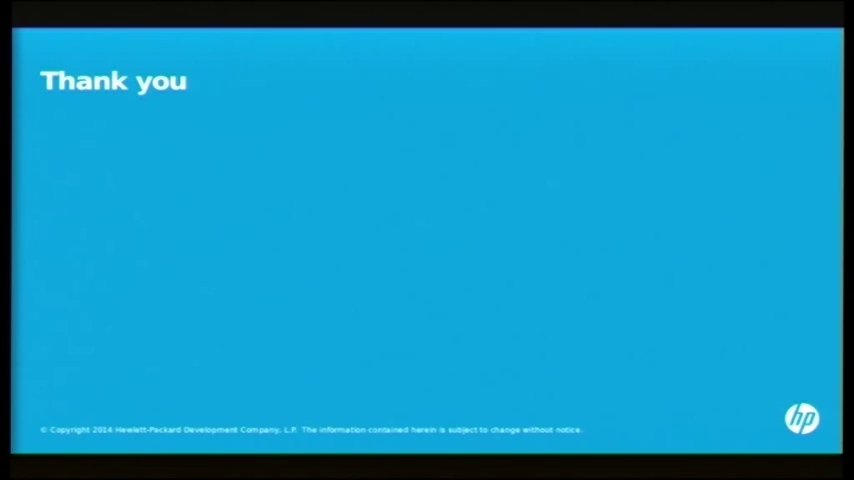 Thank you
© Copyright 2014 Hewlett-Packard Development Company, L.P. The information contained herein is subject to change without notice.
hp